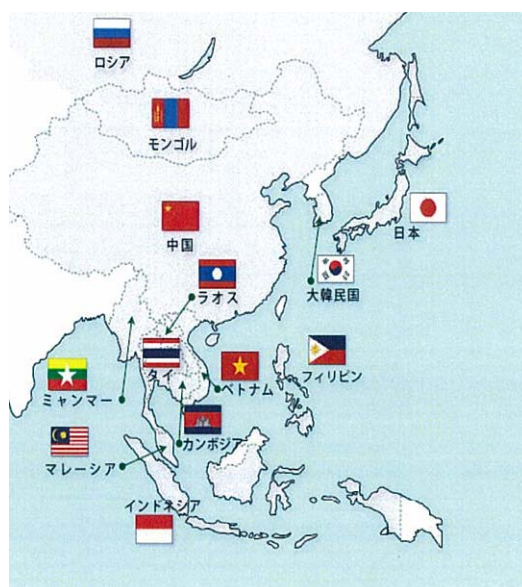 ロシア
モンゴル
中国
日本
大韓民国
ラオス
タイ
ベトナム
フィリピン
ミャンマー
カンボジア
マレーシア
インドネシア